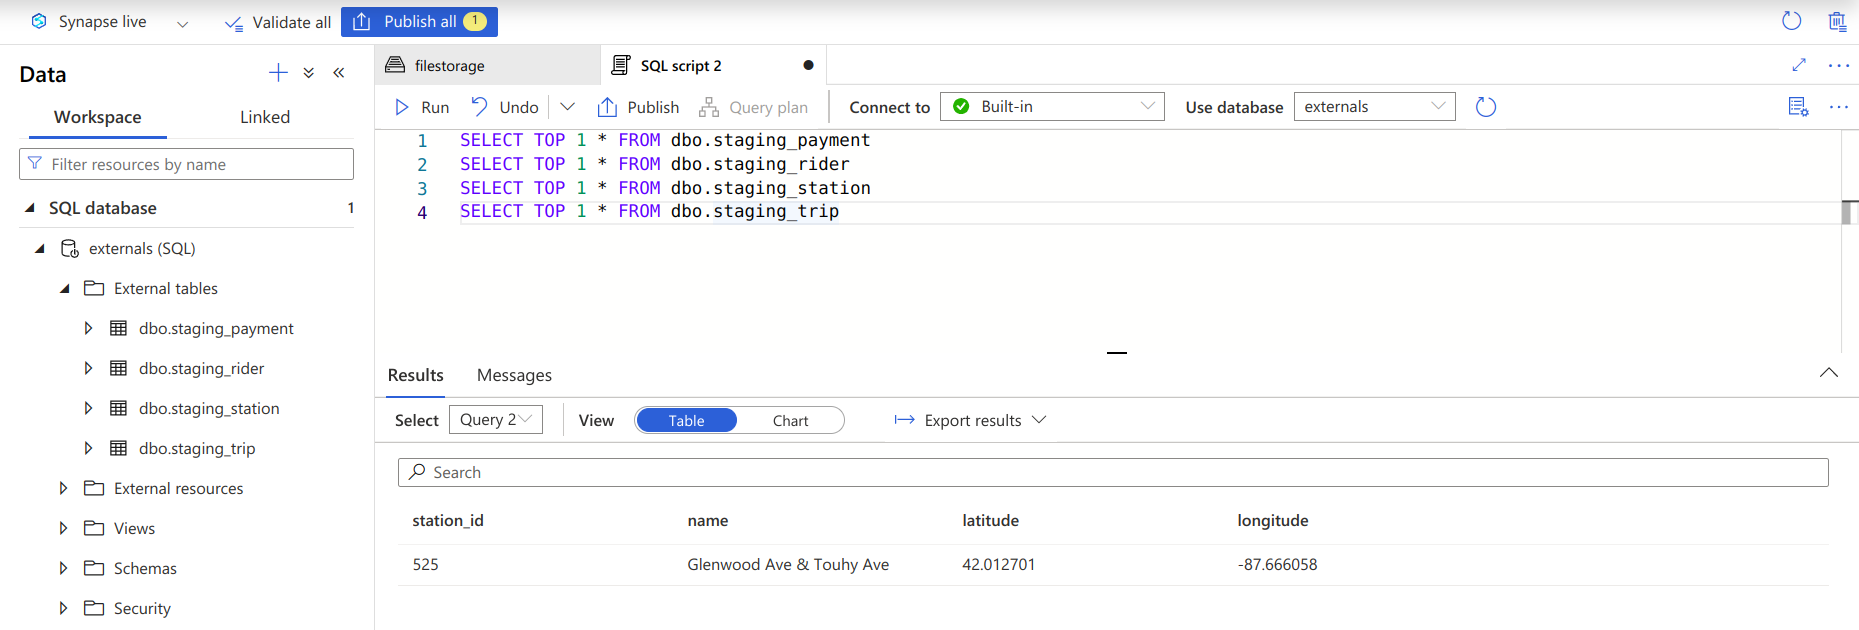 Synapse live Validate all Publish all 1
Data
Workspace Linked
Filter resources by name
SQL database 1
externals (SQL)
External tables
dbo.staging_payment
dbo.staging_rider
dbo.staging_station
dbo.staging_trip
External resources
Views
Schemas
Security
filestorage SQL script 2
Run Undo Publish Query plan Connect to Built-in Use database externals
1 SELECT TOP 1 * FROM dbo.staging_payment
2 SELECT TOP 1 * FROM dbo.staging_rider
3 SELECT TOP 1 * FROM dbo.staging_station
4 SELECT TOP 1 * FROM dbo.staging_trip
Results Messages
Select Query 2 View Table Chart Export results
Search
station_id name latitude longitude
525 Glenwood Ave & Touhy Ave 42.012701 -87.666058